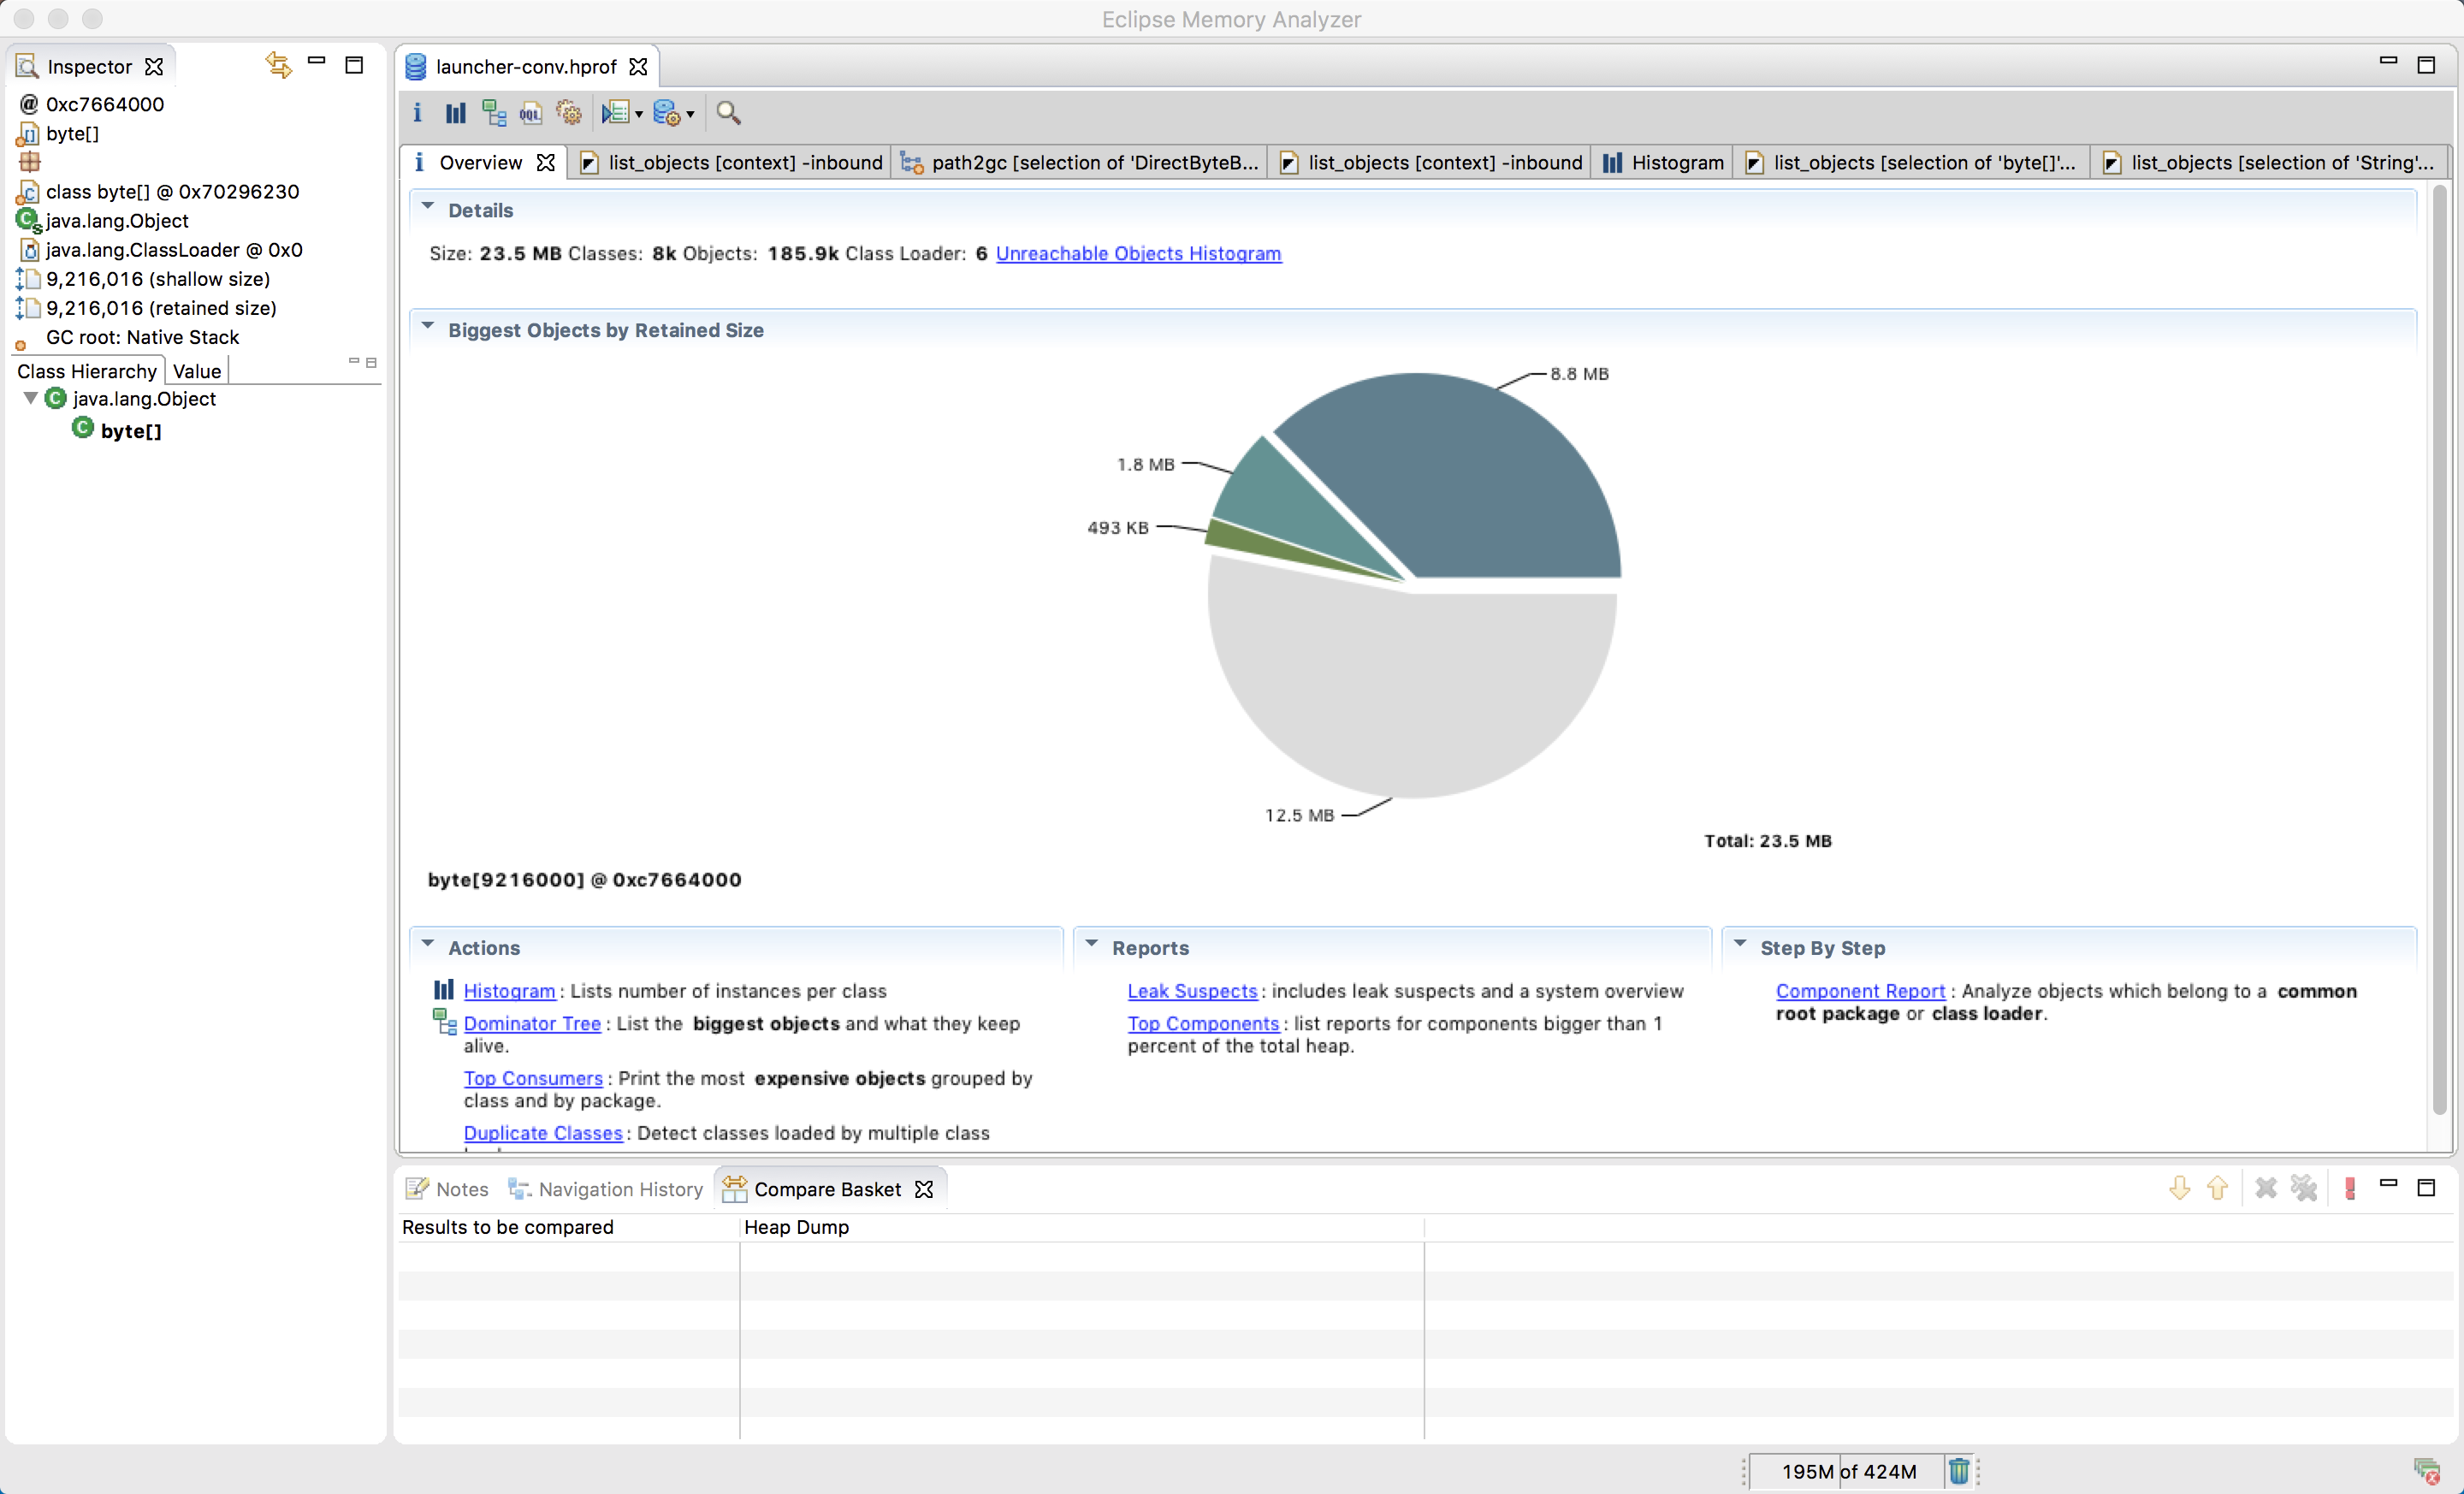 Eclipse Memory Analyzer
Inspector
@ 0xc7664000
byte[]
class byte[] @ 0x70296230
java.lang.Object
java.lang.ClassLoader @ 0x0
9,216,016 (shallow size)
9,216,016 (retained size)
GC root: Native Stack
Class Hierarchy Value
java.lang.Object
byte[]
launcher-conv.hprof
Overview list_objects [context] -inbound path2gc [selection of 'DirectByteB... list_objects [context] -inbound Histogram list_objects [selection of 'byte[]'... list_objects [selection of 'String'...
Details
Size: 23.5 MB Classes: 8k Objects: 185.9k Class Loader: 6 Unreachable Objects Histogram
Biggest Objects by Retained Size
8.8 MB
1.8 MB
493 KB
12.5 MB
Total: 23.5 MB
byte[9216000] @ 0xc7664000
Actions
Histogram : Lists number of instances per class
Dominator Tree : List the biggest objects and what they keep
alive.
Top Consumers : Print the most expensive objects grouped by
class and by package.
Duplicate Classes : Detect classes loaded by multiple class
Reports
Leak Suspects : includes leak suspects and a system overview
Top Components : list reports for components bigger than 1
percent of the total heap.
Step By Step
Component Report : Analyze objects which belong to a common
root package or class loader.
Notes Navigation History Compare Basket
Results to be compared Heap Dump
195M of 424M